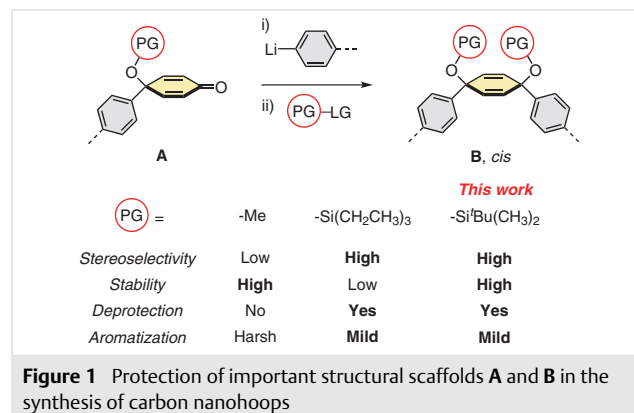 PG
i)
Li
PG PG
O
O
O O
ii) PG LG
A
B, cis
This work
PG = -Me -Si(CH₂CH₃)₃ -SiᵗBu(CH₃)₂
Stereoselectivity Low High High
Stability High Low High
Deprotection No Yes Yes
Aromatization Harsh Mild Mild
Figure 1 Protection of important structural scaffolds A and B in the
synthesis of carbon nanohoops